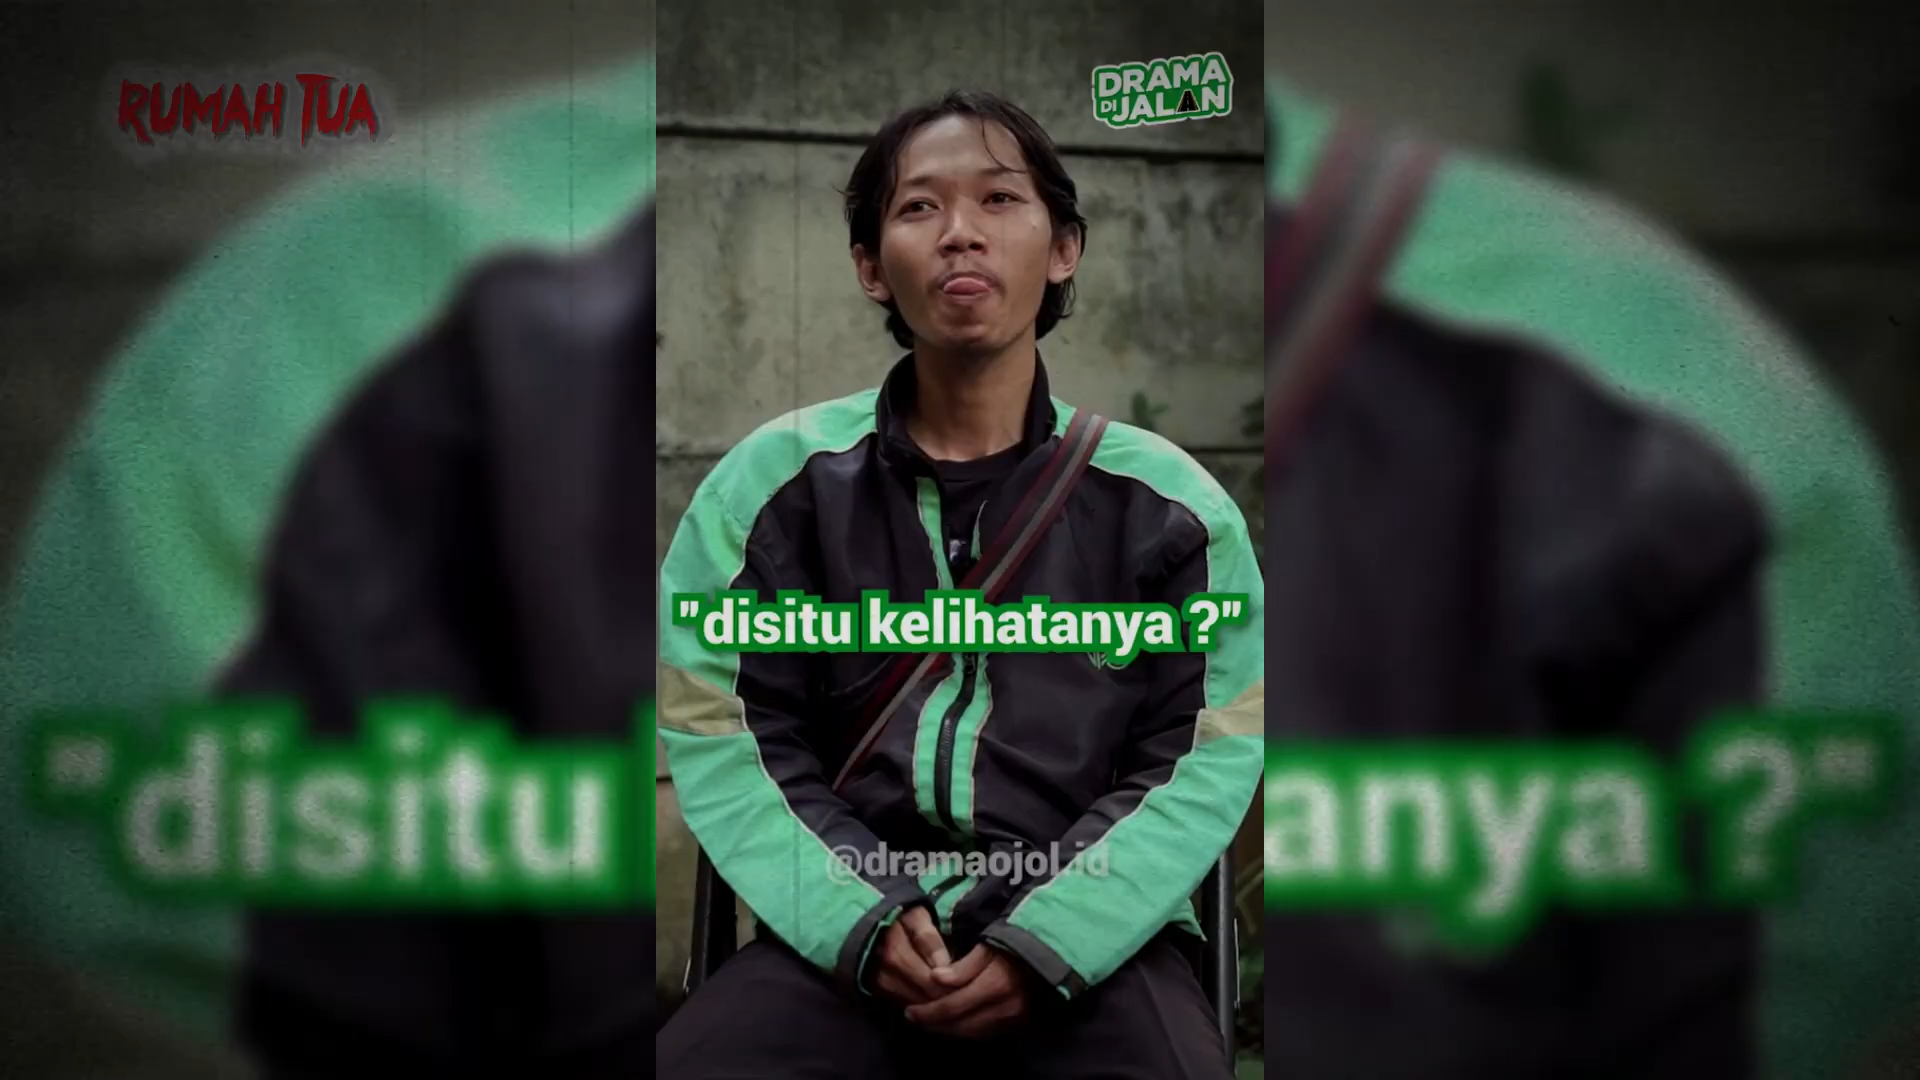 RUMAH TUA
DRAMA
DI JALAN
"disitu kelihatanya ?"
"disitu
anya ?"
@dramaojol.id